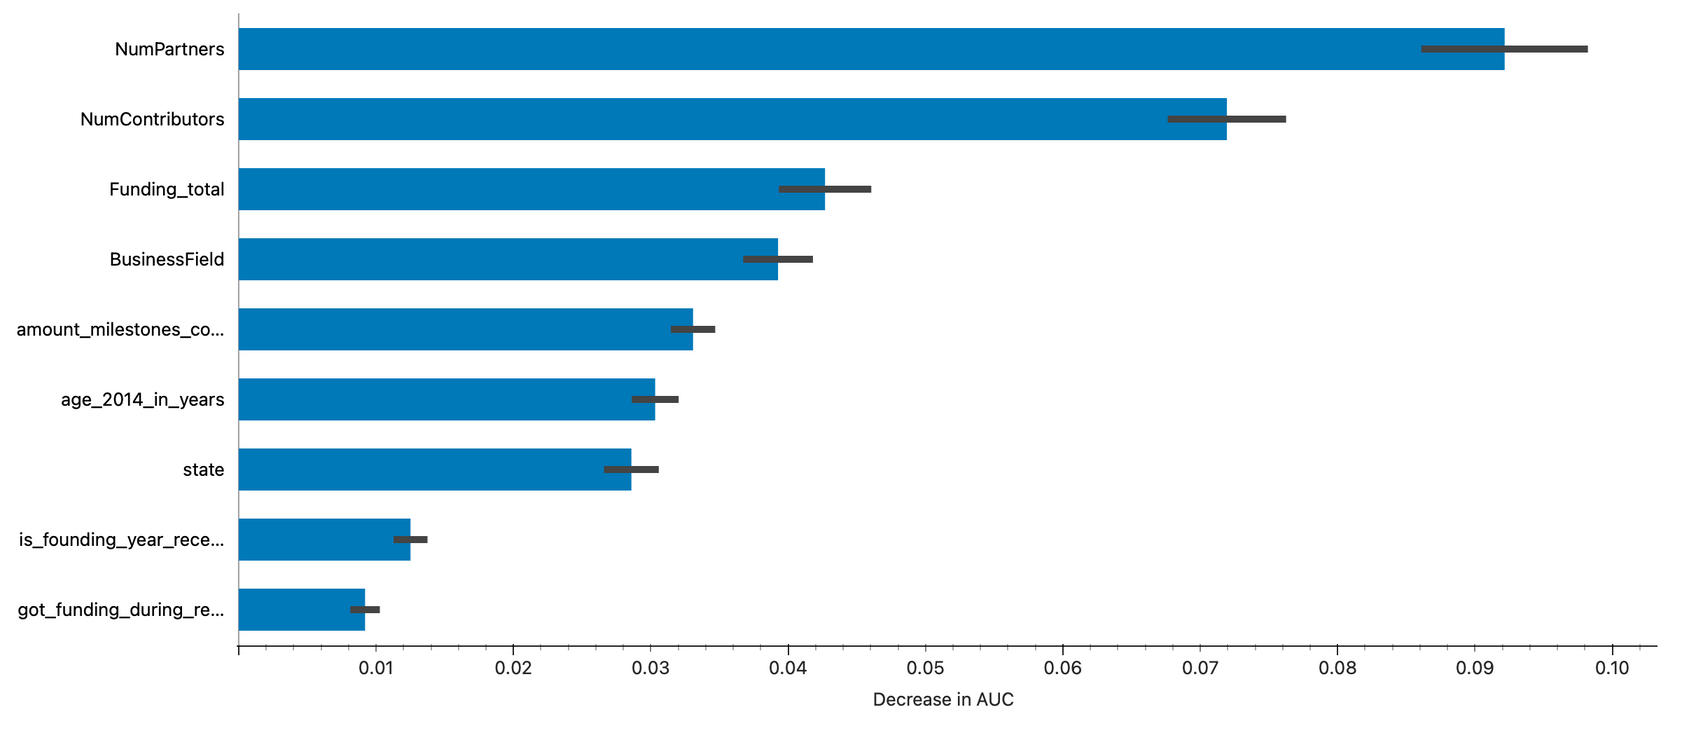 NumPartners
NumContributors
Funding_total
BusinessField
amount_milestones_co...
age_2014_in_years
state
is_founding_year_rece...
got_funding_during_re...
0.01 0.02 0.03 0.04 0.05 0.06 0.07 0.08 0.09 0.10
Decrease in AUC